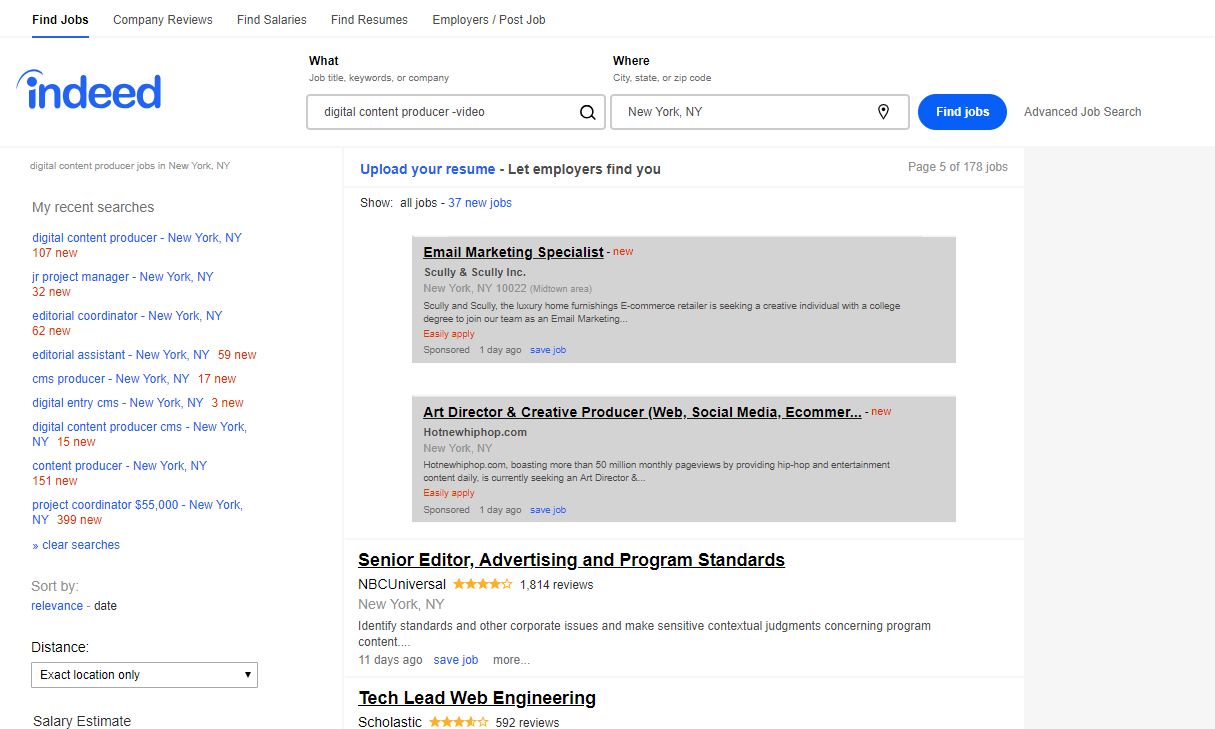 Find Jobs Company Reviews Find Salaries Find Resumes Employers / Post Job
indeed
What
Job title, keywords, or company
digital content producer -video
Where
City, state, or zip code
New York, NY
Find jobs
Advanced Job Search
digital content producer jobs in New York, NY
My recent searches
digital content producer - New York, NY
107 new
jr project manager - New York, NY
32 new
editorial coordinator - New York, NY
62 new
editorial assistant - New York, NY 59 new
cms producer - New York, NY 17 new
digital entry cms - New York, NY 3 new
digital content producer cms - New York,
NY 15 new
content producer - New York, NY
151 new
project coordinator $55,000 - New York,
NY 399 new
» clear searches
Sort by:
relevance - date
Distance:
Exact location only
Salary Estimate
Upload your resume - Let employers find you
Page 5 of 178 jobs
Show: all jobs - 37 new jobs
Email Marketing Specialist - new
Scully & Scully Inc.
New York, NY 10022 (Midtown area)
Scully and Scully, the luxury home furnishings E-commerce retailer is seeking a creative individual with a college
degree to join our team as an Email Marketing...
Easily apply
Sponsored 1 day ago save job
Art Director & Creative Producer (Web, Social Media, Ecommer... - new
Hotnewhiphop.com
New York, NY
Hotnewhiphop.com, boasting more than 50 million monthly pageviews by providing hip-hop and entertainment
content daily, is currently seeking an Art Director &...
Easily apply
Sponsored 1 day ago save job
Senior Editor, Advertising and Program Standards
NBCUniversal 1,814 reviews
New York, NY
Identify standards and other corporate issues and make sensitive contextual judgments concerning program
content....
11 days ago save job more...
Tech Lead Web Engineering
Scholastic 592 reviews